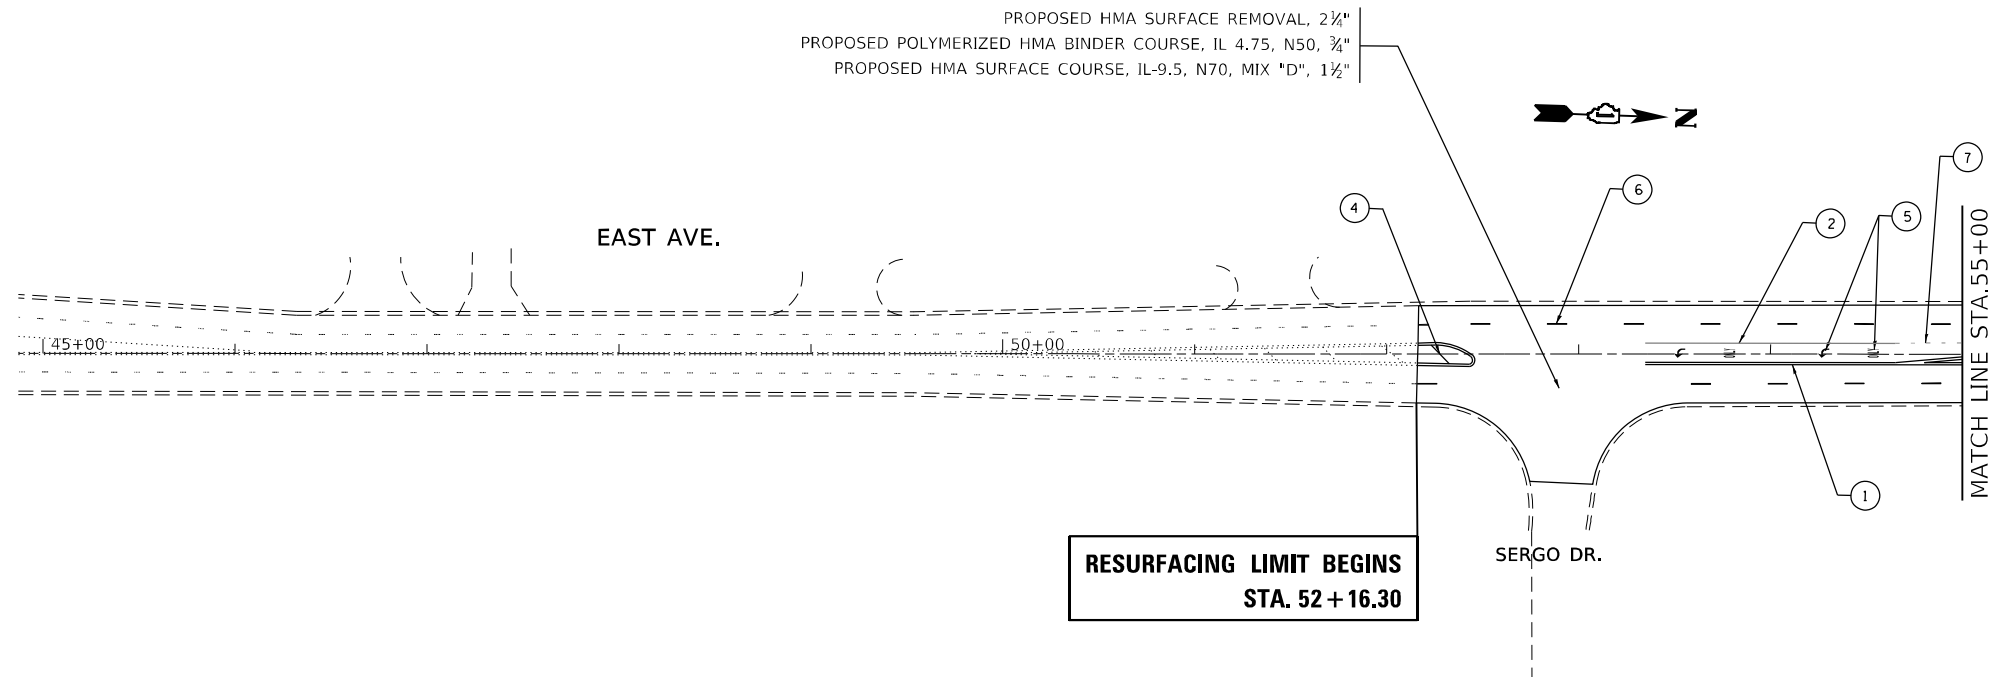 PROPOSED HMA SURFACE REMOVAL, 2¼"
PROPOSED POLYMERIZED HMA BINDER COURSE, IL 4.75, N50, ¾"
PROPOSED HMA SURFACE COURSE, IL-9.5, N70, MIX "D", 1½"
N
7
6
4
5
2
EAST AVE.
45+00
50+00
MATCH LINE STA.55+00
1
RESURFACING LIMIT BEGINS
STA. 52+16.30
SERGO DR.